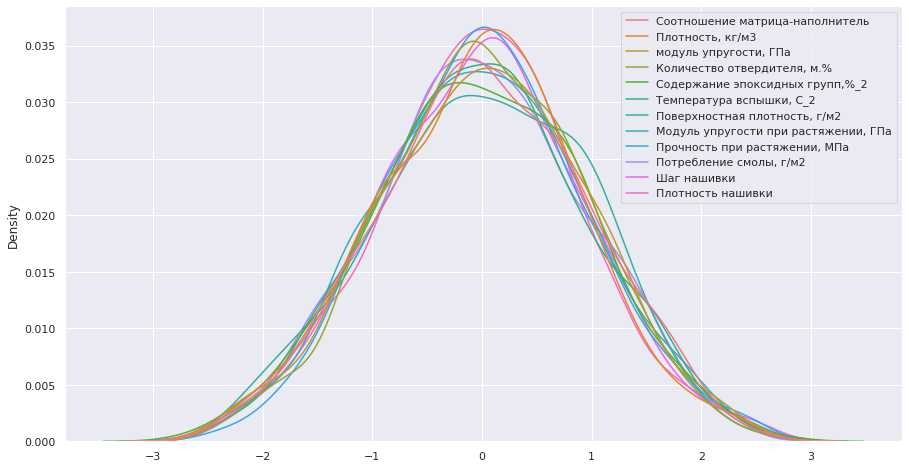 Соотношение матрица-наполнитель
Плотность, кг/м3
модуль упругости, ГПа
Количество отвердителя, м.%
Содержание эпоксидных групп,%_2
Температура вспышки, С_2
Поверхностная плотность, г/м2
Модуль упругости при растяжении, ГПа
Прочность при растяжении, МПа
Потребление смолы, г/м2
Шаг нашивки
Плотность нашивки
Density
0.035
0.030
0.025
0.020
0.015
0.010
0.005
0.000
−3 −2 −1 0 1 2 3